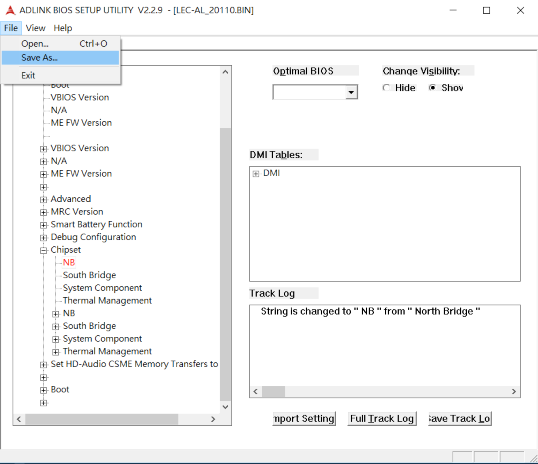 ADLINK BIOS SETUP UTILITY V2.2.9 - [LEC-AL_20110.BIN]
File View Help
Open... Ctrl+O
Save As...
Exit
Boot
VBIOS Version
N/A
ME FW Version
VBIOS Version
N/A
ME FW Version
Advanced
MRC Version
Smart Battery Function
Debug Configuration
Chipset
NB
South Bridge
System Component
Thermal Management
NB
South Bridge
System Component
Thermal Management
Set HD-Audio CSME Memory Transfers to
Boot
Optimal BIOS
Change Visibility:
Hide
Shov
DMI Tables:
DMI
Track Log
String is changed to " NB " from " North Bridge "
mport Setting
Full Track Log
Save Track Lo